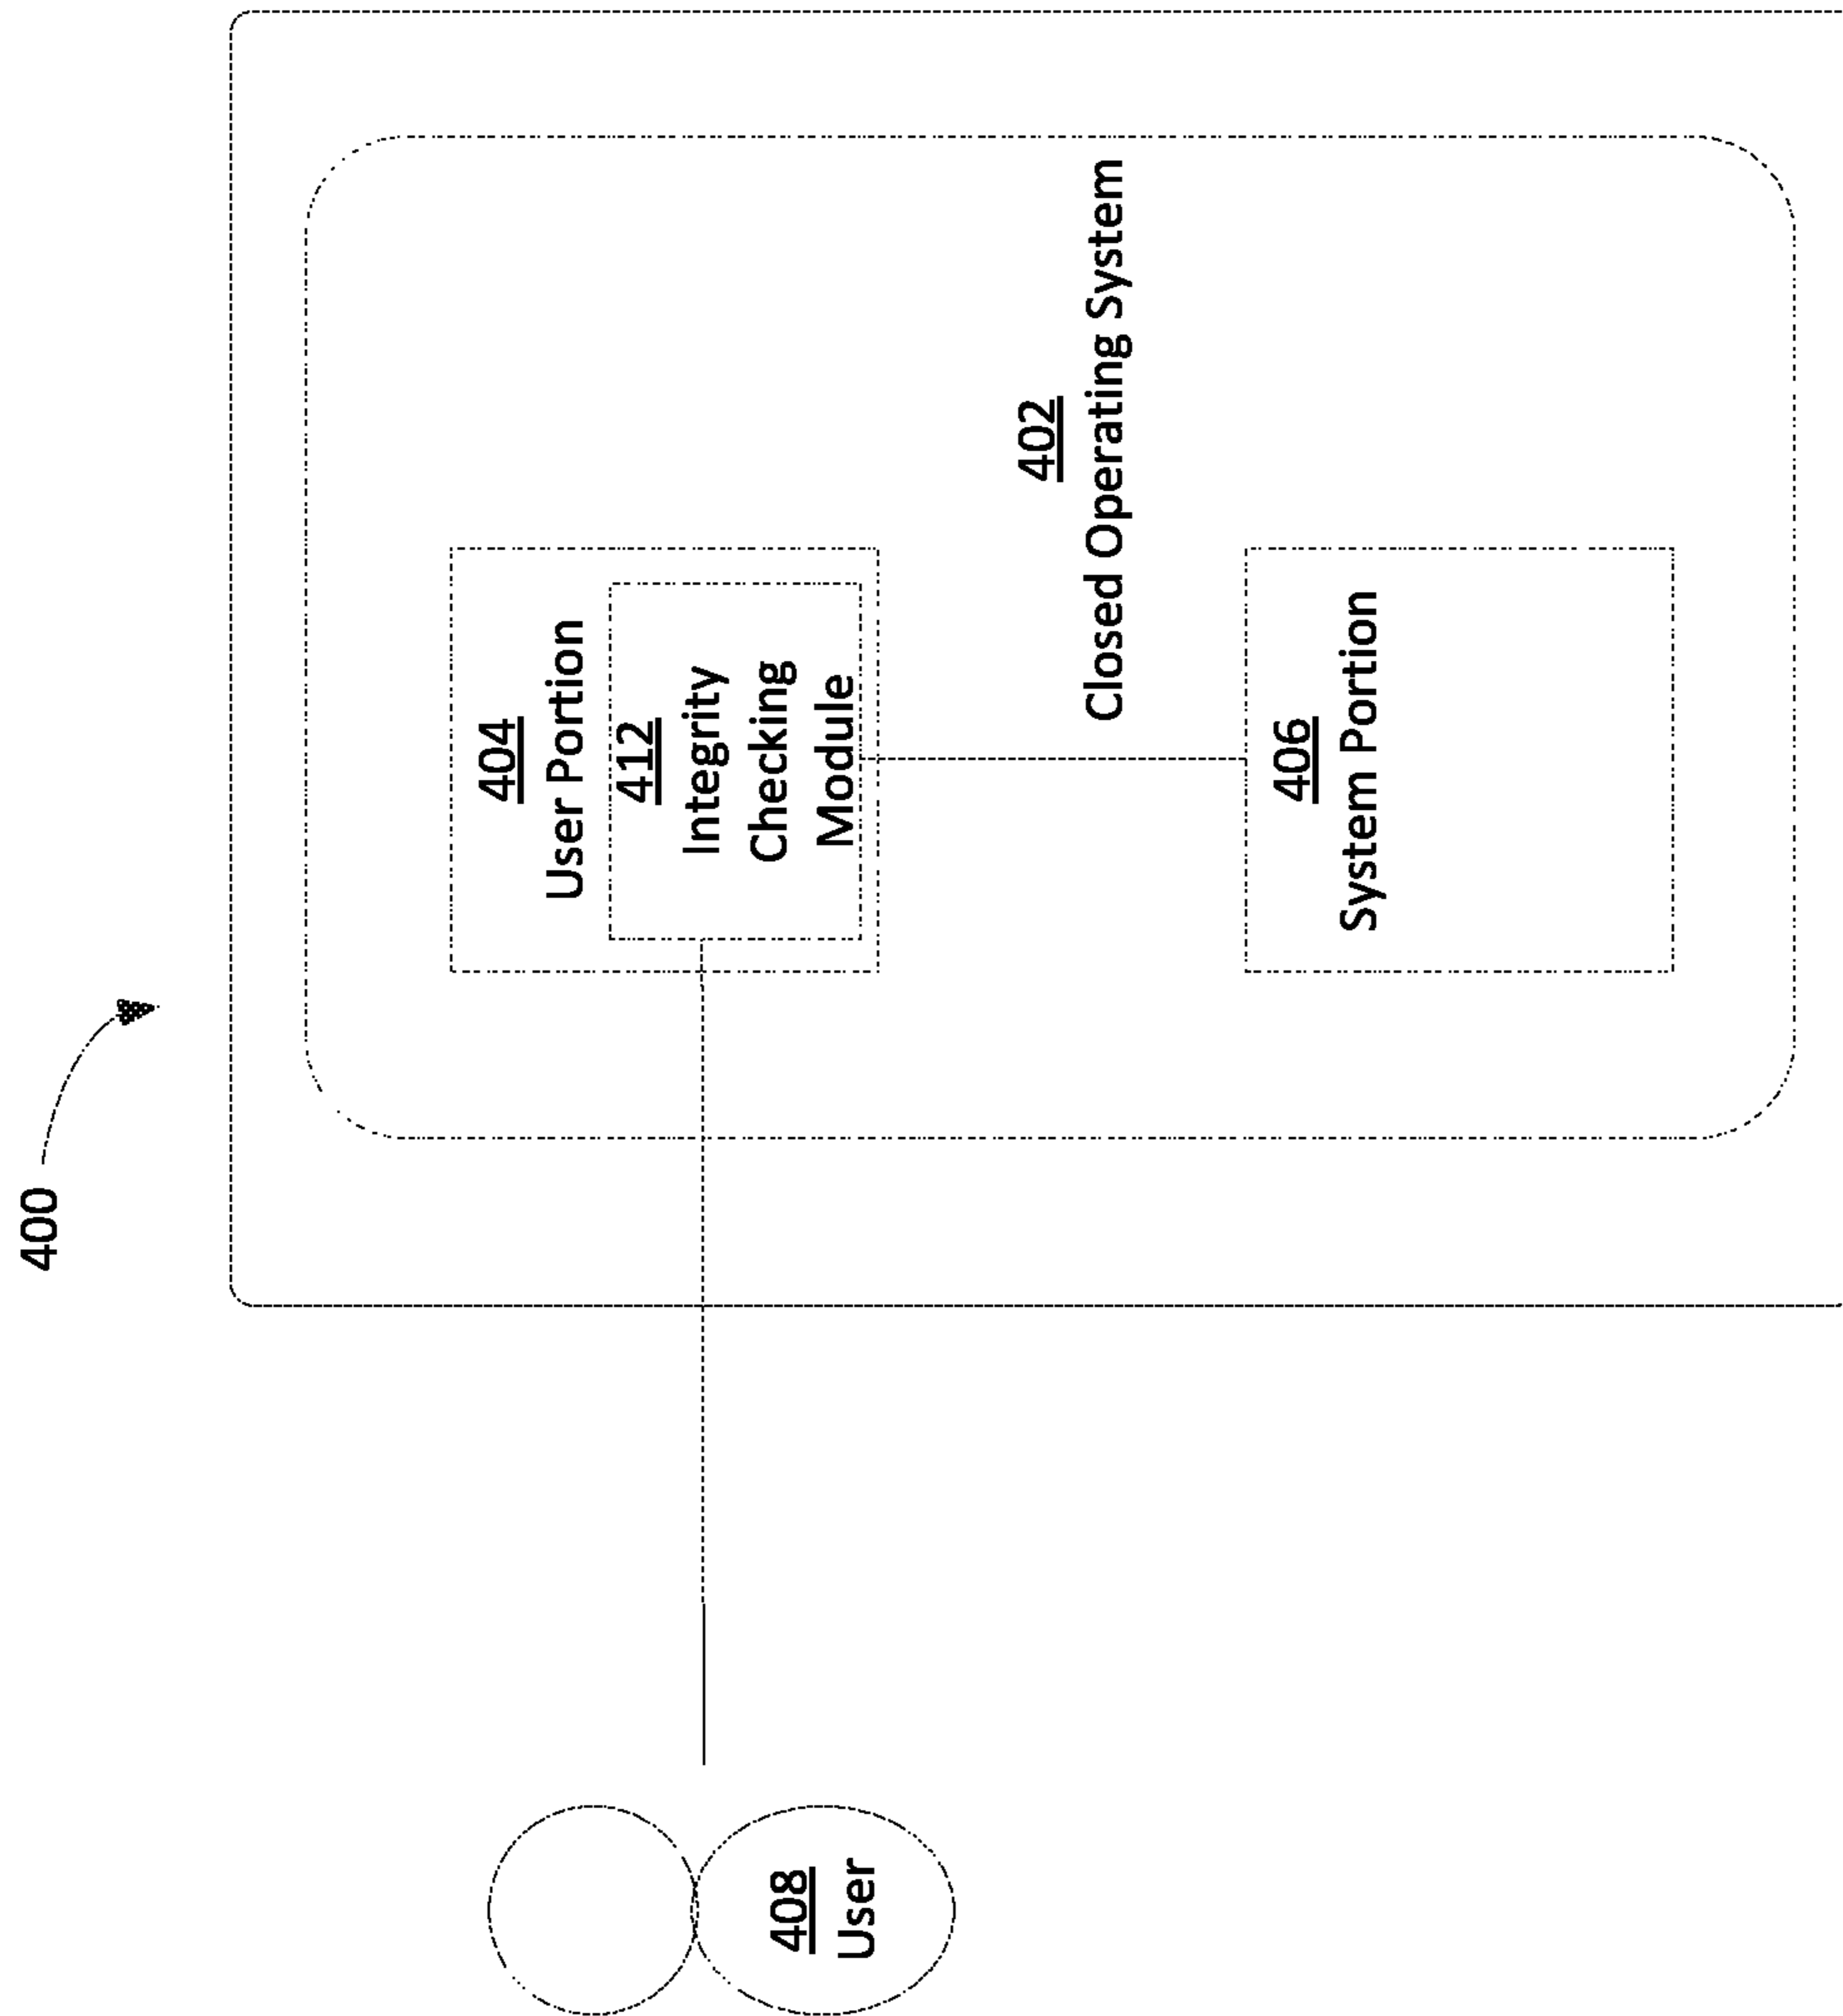 400
404
User Portion
412
Integrity
Checking
Module
402
Closed Operating System
406
System Portion
408
User